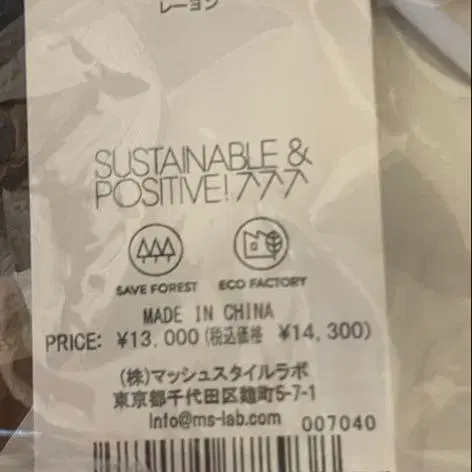 レーヨン
SUSTAINABLE &
POSITIVE! ↗↗↗
SAVE FOREST ECO FACTORY
MADE IN CHINA
PRICE: ¥13,000(税込価格 ¥14,300)
(株)マッシュスタイルラボ
東京都千代田区麹町5-7-1
Info@ms-lab.com 007040